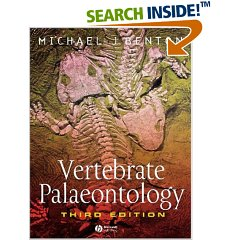 SEARCH INSIDE!™
MICHAEL J BENTON
Vertebrate
Palaeontology
THIRD EDITION